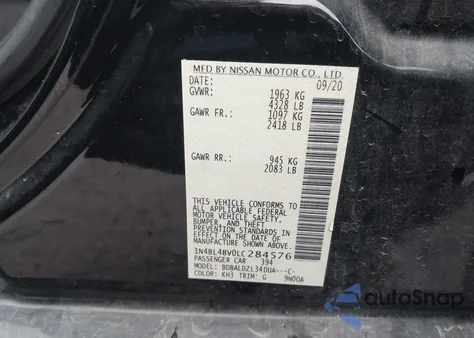 MFD BY NISSAN MOTOR CO., LTD.
DATE: 09/20
GVWR: 1963 KG
4328 LB
GAWR FR.: 1097 KG
2418 LB
GAWR RR.: 945 KG
2083 LB
THIS VEHICLE CONFORMS TO
ALL APPLICABLE FEDERAL
MOTOR VEHICLE SAFETY,
BUMPER, AND THEFT
PREVENTION STANDARDS
IN EFFECT ON THE DATE OF
MANUFACTURE SHOWN ABOVE.
1N4BL4BV0LC284576
PASSENGER CAR 394
MODEL: BDBALDZL34DUA---C-
COLOR: KH3 TRIM: G 9N00A
autoSnap